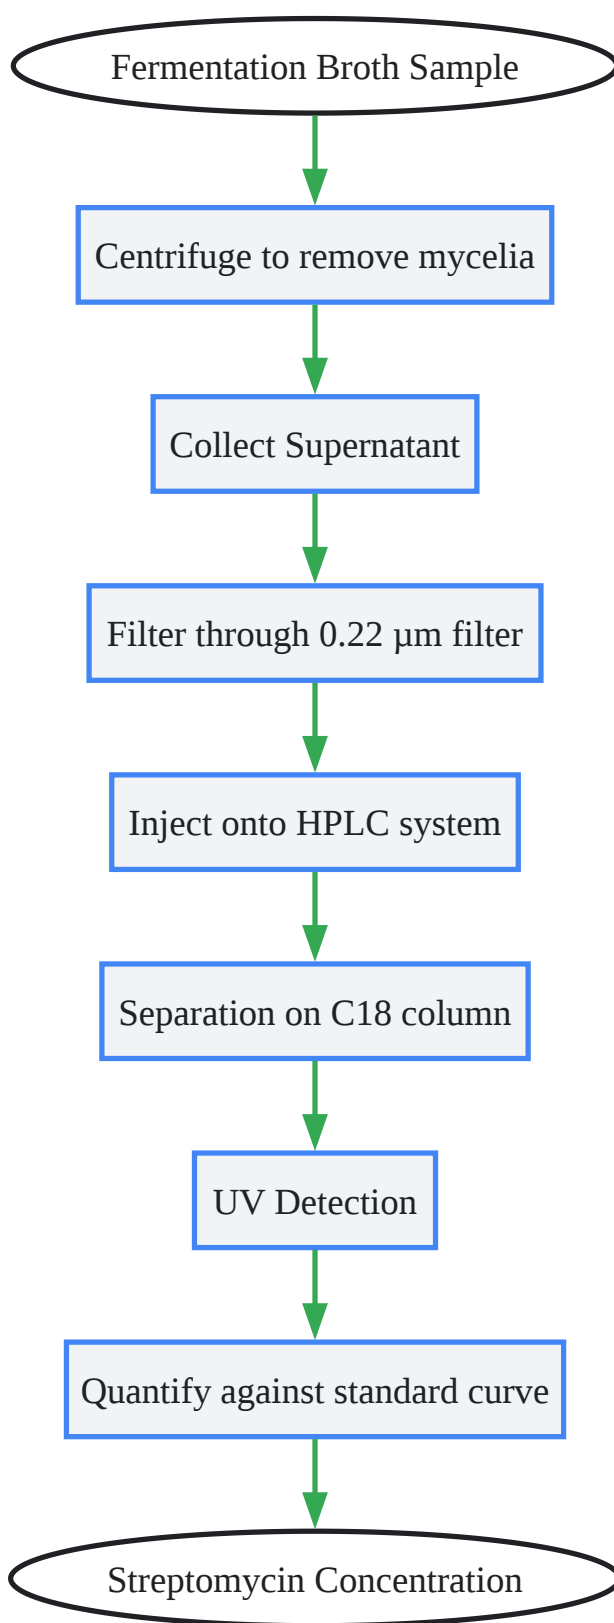 Fermentation Broth Sample
Centrifuge to remove mycelia
Collect Supernatant
Filter through 0.22 µm filter
Inject onto HPLC system
Separation on C18 column
UV Detection
Quantify against standard curve
Streptomycin Concentration